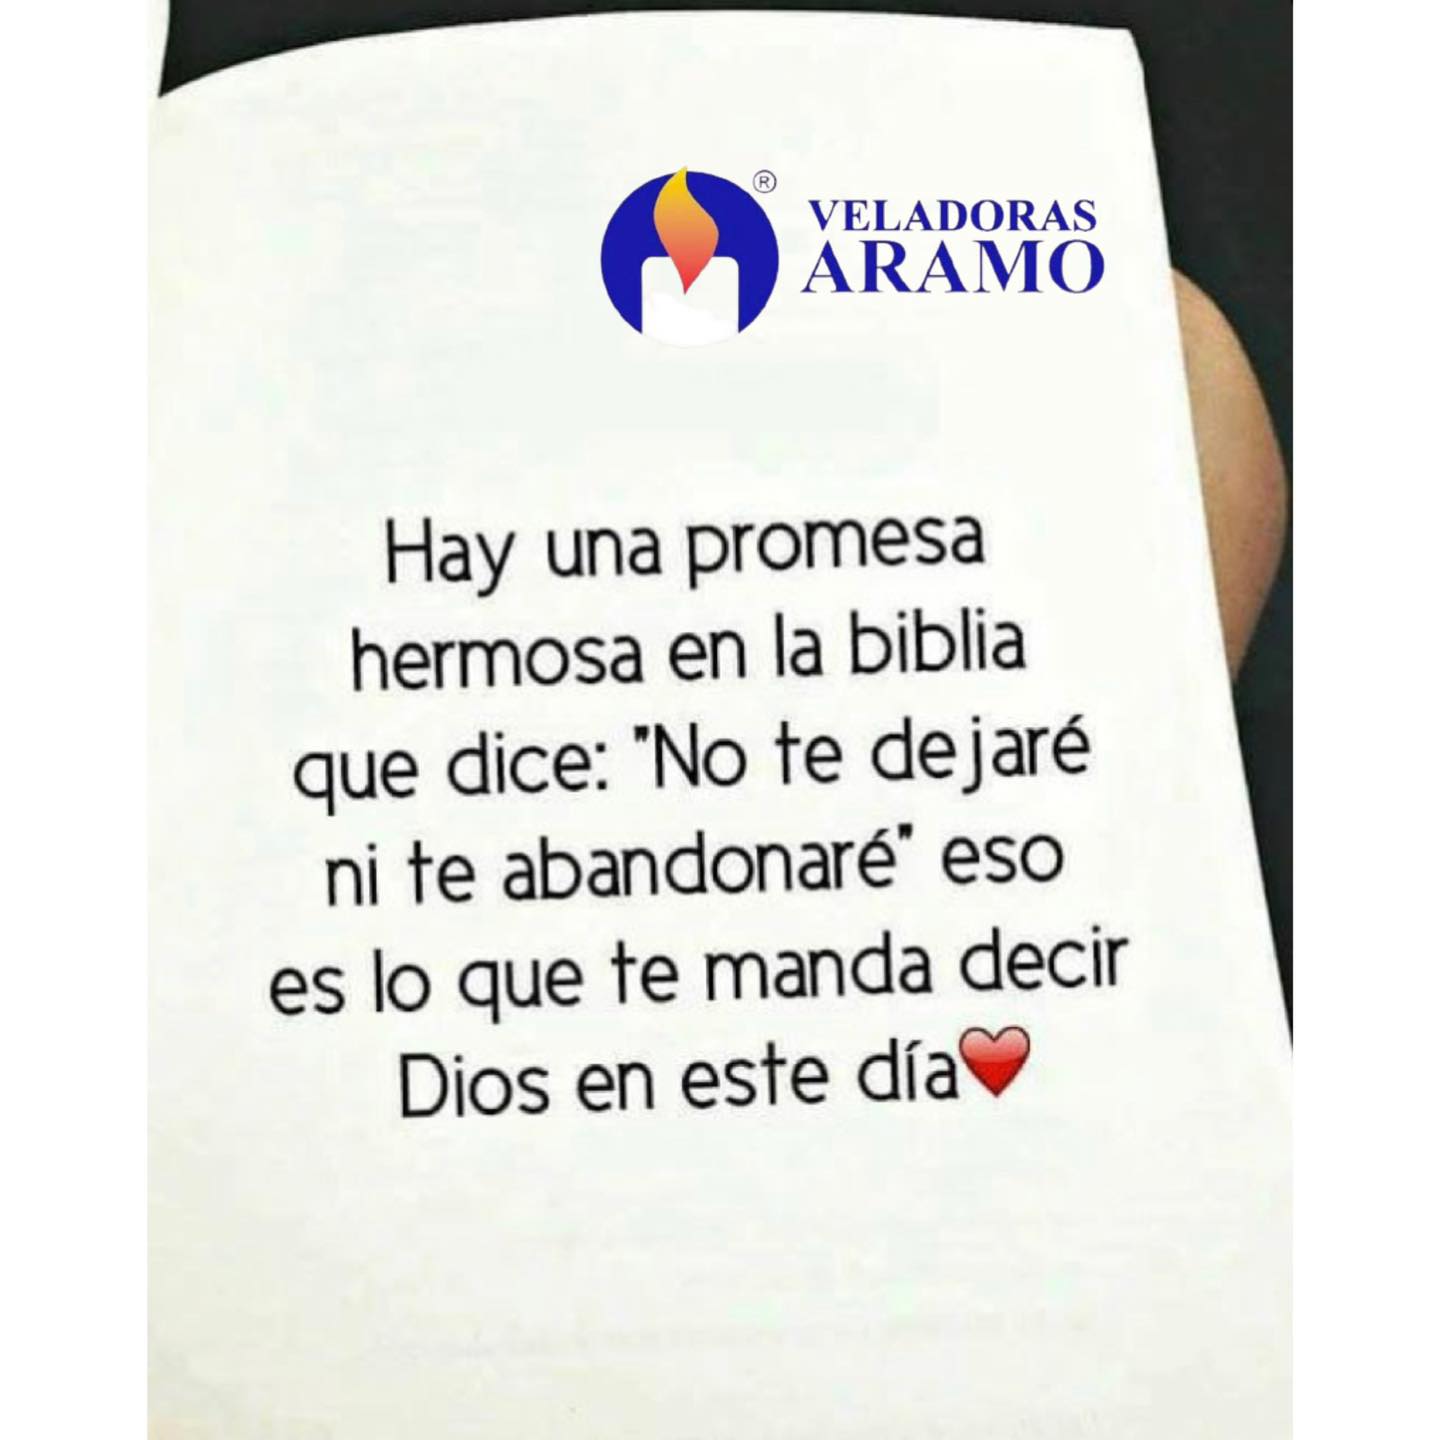 ®
VELADORAS
ARAMO
Hay una promesa
hermosa en la biblia
que dice: "No te dejaré
ni te abandonaré" eso
es lo que te manda decir
Dios en este día❤